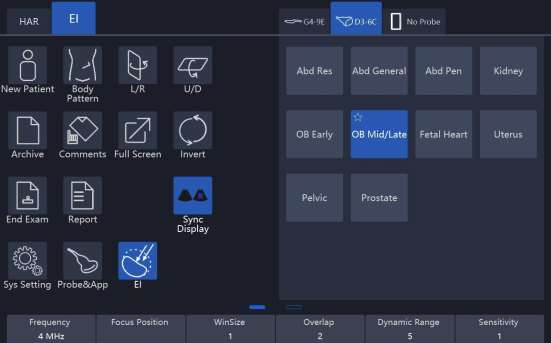 HAR
EI
G4-9E
D3-6C
No Probe
New Patient
Body
Pattern
L/R
U/D
Archive
Comments
Full Screen
Invert
End Exam
Report
Sync
Display
Sys Setting
Probe&App
EI
Abd Res
Abd General
Abd Pen
Kidney
OB Early
OB Mid/Late
Fetal Heart
Uterus
Pelvic
Prostate
Frequency
4 MHz
Focus Position
WinSize
1
Overlap
2
Dynamic Range
5
Sensitivity
1